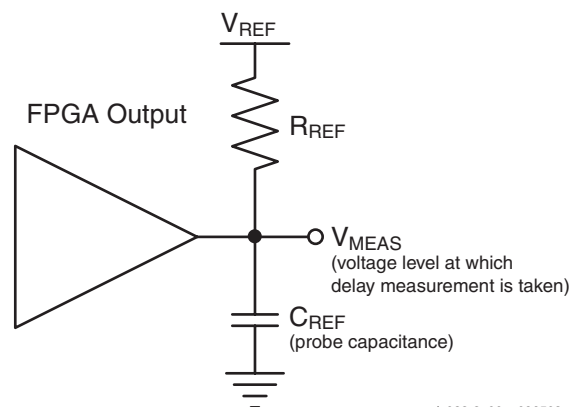 VREF
FPGA Output
RREF
VMEAS
(voltage level at which
delay measurement is taken)
CREF
(probe capacitance)